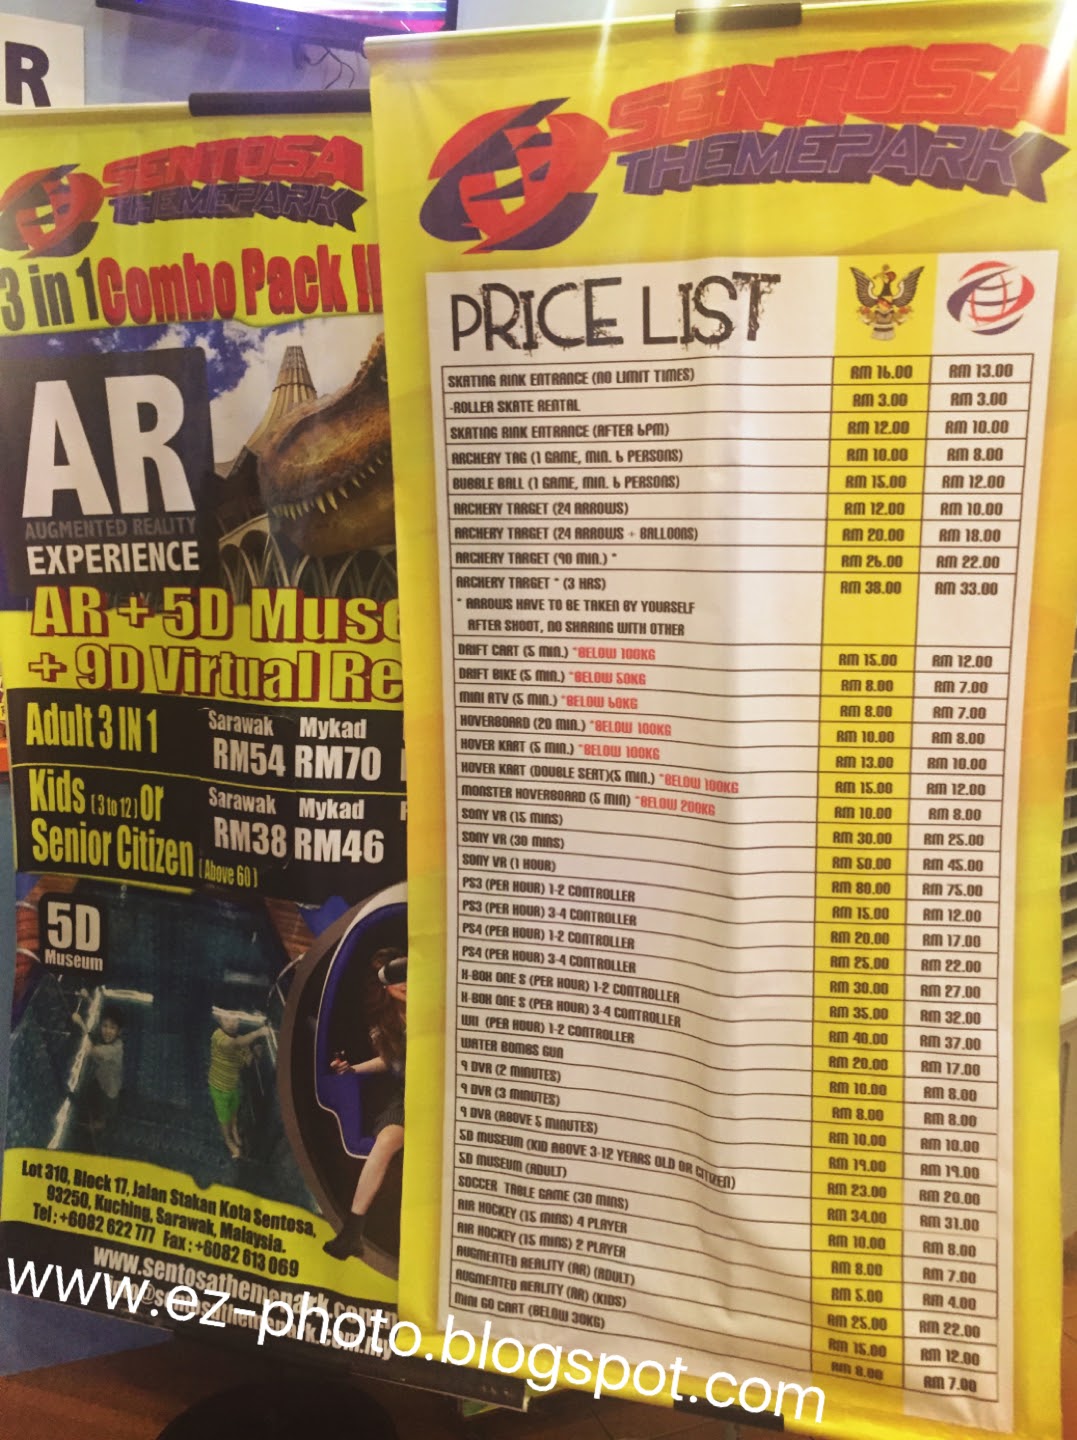 R
SENTOSA
THEMEPARK
3 in 1 Combo Pack
AR
AUGMENTED REALITY
EXPERIENCE
AR + 5D Muse
+ 9D Virtual Re
Adult 3 IN 1
Sarawak Mykad
RM54 RM70
Kids (3 to 12) or
Senior Citizen (Above 60)
Sarawak Mykad
RM38 RM46
5D
Museum
Lot 310, Block 17, Jalan Stakan Kota Sentosa,
93250, Kuching, Sarawak, Malaysia.
Tel : +6082 622 777 Fax : +6082 613 069
www.sentosathemepark.com
SENTOSA
THEMEPARK
PRICE LIST
SKATING RINK ENTRANCE (NO LIMIT TIMES) RM 16.00 RM 13.00
-ROLLER SKATE RENTAL RM 3.00 RM 3.00
SKATING RINK ENTRANCE (AFTER 6PM) RM 12.00 RM 10.00
ARCHERY TAG (1 GAME, MIN. 6 PERSONS) RM 10.00 RM 8.00
BUBBLE BALL (1 GAME, MIN. 6 PERSONS) RM 15.00 RM 12.00
ARCHERY TARGET (24 ARROWS) RM 12.00 RM 10.00
ARCHERY TARGET (24 ARROWS + BALLOONS) RM 20.00 RM 18.00
ARCHERY TARGET (90 MIN.) * RM 26.00 RM 22.00
ARCHERY TARGET * (3 HRS) RM 38.00 RM 33.00
* ARROWS HAVE TO BE TAKEN BY YOURSELF
AFTER SHOOT, NO SHARING WITH OTHER
DRIFT CART (5 MIN.) *BELOW 100KG RM 15.00 RM 12.00
DRIFT BIKE (5 MIN.) *BELOW 50KG RM 8.00 RM 7.00
MINI ATV (5 MIN.) *BELOW 60KG RM 8.00 RM 7.00
HOVERBOARD (20 MIN.) *BELOW 100KG RM 10.00 RM 8.00
HOVER KART (5 MIN.) *BELOW 100KG RM 13.00 RM 10.00
HOVER KART (DOUBLE SEAT)(5 MIN.) *BELOW 100KG RM 15.00 RM 12.00
MONSTER HOVERBOARD (5 MIN) *BELOW 200KG RM 10.00 RM 8.00
SONY VR (15 MINS) RM 30.00 RM 25.00
SONY VR (30 MINS) RM 50.00 RM 45.00
SONY VR (1 HOUR) RM 80.00 RM 75.00
PS3 (PER HOUR) 1-2 CONTROLLER RM 15.00 RM 12.00
PS3 (PER HOUR) 3-4 CONTROLLER RM 20.00 RM 17.00
PS4 (PER HOUR) 1-2 CONTROLLER RM 25.00 RM 22.00
PS4 (PER HOUR) 3-4 CONTROLLER RM 30.00 RM 27.00
X-BOX ONE S (PER HOUR) 1-2 CONTROLLER RM 35.00 RM 32.00
X-BOX ONE S (PER HOUR) 3-4 CONTROLLER RM 40.00 RM 37.00
WII (PER HOUR) 1-2 CONTROLLER RM 20.00 RM 17.00
WATER BOMBS GUN RM 10.00 RM 8.00
9 DVR (2 MINUTES) RM 8.00 RM 8.00
9 DVR (3 MINUTES) RM 10.00 RM 10.00
9 DVR (ABOVE 5 MINUTES) RM 19.00 RM 19.00
5D MUSEUM (KID ABOVE 3-12 YEARS OLD OR CITIZEN) RM 23.00 RM 20.00
5D MUSEUM (ADULT) RM 34.00 RM 31.00
SOCCER TABLE GAME (30 MINS) RM 10.00 RM 8.00
AIR HOCKEY (15 MINS) 4 PLAYER RM 8.00 RM 7.00
AIR HOCKEY (15 MINS) 2 PLAYER RM 5.00 RM 4.00
AUGMENTED REALITY (AR) (ADULT) RM 25.00 RM 22.00
AUGMENTED REALITY (AR) (KIDS) RM 15.00 RM 12.00
MINI GO CART (BELOW 30KG) RM 8.00 RM 7.00
www.ez-photo.blogspot.com